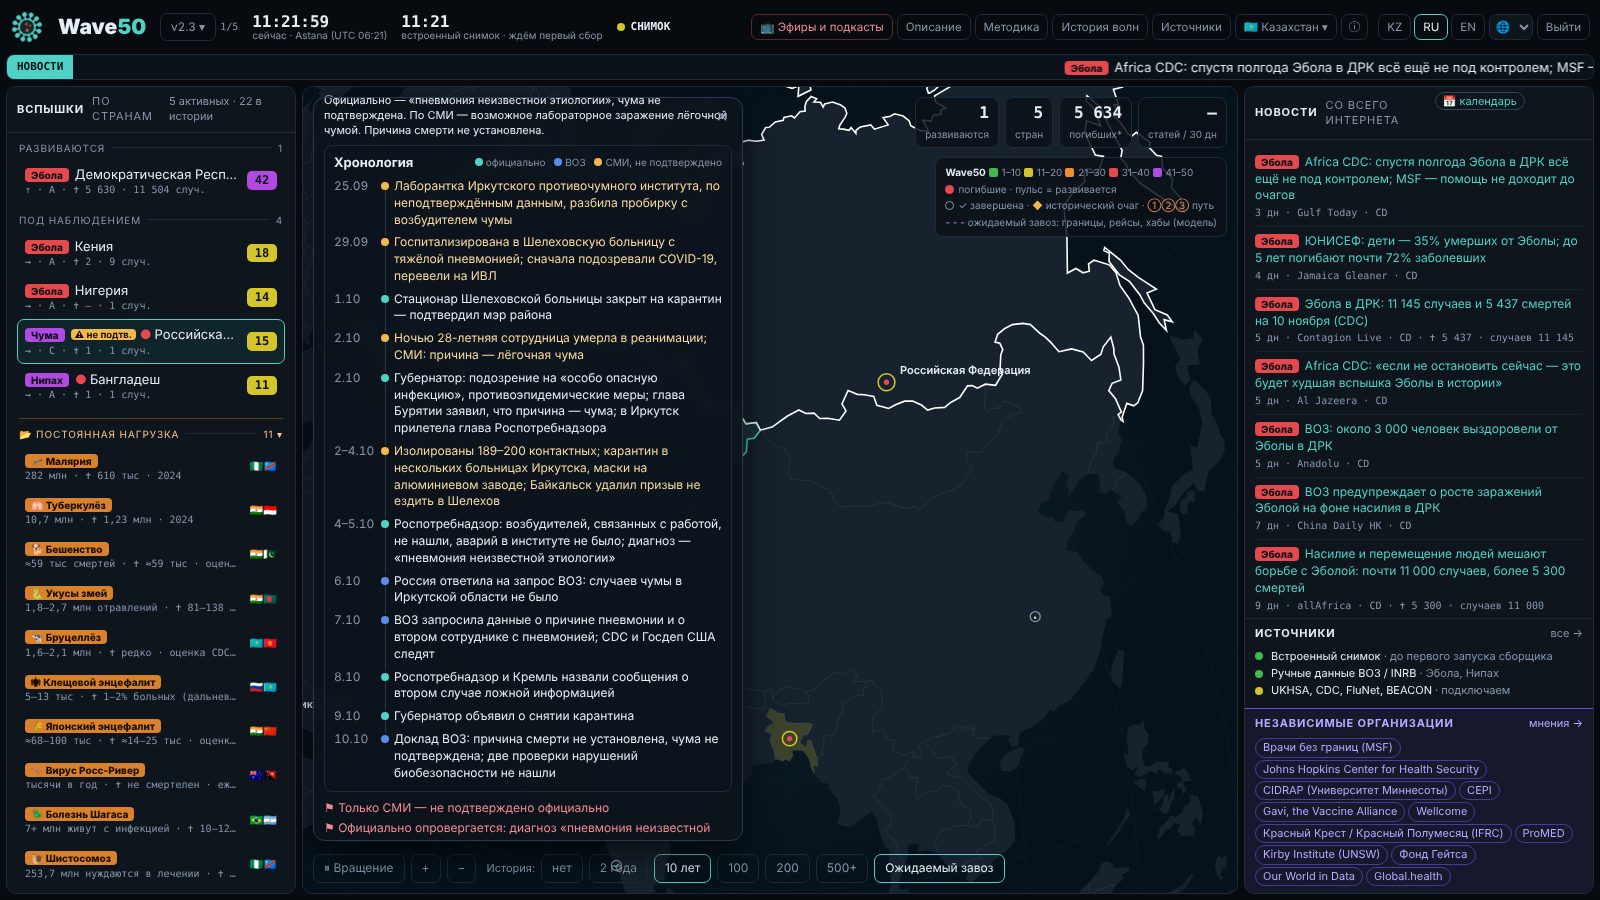 Wave50
v2.3 ▾
1/5
11:21:59
сейчас · Astana (UTC 06:21)
11:21
встроенный снимок · ждём первый сбор
СНИМОК
📺 Эфиры и подкасты
Описание
Методика
История волн
Источники
🇰🇿 Казахстан ▾
ⓘ
KZ
RU
EN
Выйти
НОВОСТИ
Эбола Africa CDC: спустя полгода Эбола в ДРК всё ещё не под контролем; MSF –
ВСПЫШКИ ПО СТРАНАМ
5 активных · 22 в истории
РАЗВИВАЮТСЯ 1
Эбола Демократическая Респ... 42
↑ · A · † 5 630 · 11 504 случ.
ПОД НАБЛЮДЕНИЕМ 4
Эбола Кения 18
→ · A · † 2 · 9 случ.
Эбола Нигерия 14
→ · A · † — · 1 случ.
Чума ⚠ не подтв. Российска... 15
→ · C · † 1 · 1 случ.
Нипах Бангладеш 11
→ · A · † 1 · 1 случ.
📂 ПОСТОЯННАЯ НАГРУЗКА 11 ▾
Малярия
282 млн · † 610 тыс · 2024
Туберкулёз
10,7 млн · † 1,23 млн · 2024
Бешенство
≈59 тыс смертей · † ≈59 тыс · оцен…
Укусы змей
1,8–2,7 млн отравлений · † 81–138 …
Бруцеллёз
1,6–2,1 млн · † редко · оценка CDC…
Клещевой энцефалит
5–13 тыс · † 1–2% больных (дальнев…
Японский энцефалит
≈68–100 тыс · † ≈14–25 тыс · оценк…
Вирус Росс-Ривер
тысячи в год · † не смертелен · еж…
Болезнь Шагаса
7+ млн живут с инфекцией · † 10–12…
Шистосомоз
253,7 млн нуждаются в лечении · † …
Официально — «пневмония неизвестной этиологии», чума не
подтверждена. По СМИ — возможное лабораторное заражение лёгочной
чумой. Причина смерти не установлена.
Хронология
официально ВОЗ СМИ, не подтверждено
25.09 Лаборантка Иркутского противочумного института, по
неподтверждённым данным, разбила пробирку с
возбудителем чумы
29.09 Госпитализирована в Шелеховскую больницу с
тяжёлой пневмонией; сначала подозревали COVID-19,
перевели на ИВЛ
1.10 Стационар Шелеховской больницы закрыт на карантин
— подтвердил мэр района
2.10 Ночью 28-летняя сотрудница умерла в реанимации;
СМИ: причина — лёгочная чума
2.10 Губернатор: подозрение на «особо опасную
инфекцию», противоэпидемические меры; глава
Бурятии заявил, что причина — чума; в Иркутск
прилетела глава Роспотребнадзора
2–4.10 Изолированы 189–200 контактных; карантин в
нескольких больницах Иркутска, маски на
алюминиевом заводе; Байкальск удалил призыв не
ездить в Шелехов
4–5.10 Роспотребнадзор: возбудителей, связанных с работой,
не нашли, аварий в институте не было; диагноз —
«пневмония неизвестной этиологии»
6.10 Россия ответила на запрос ВОЗ: случаев чумы в
Иркутской области не было
7.10 ВОЗ запросила данные о причине пневмонии и о
втором сотруднике с пневмонией; CDC и Госдеп США
следят
8.10 Роспотребнадзор и Кремль назвали сообщения о
втором случае ложной информацией
9.10 Губернатор объявил о снятии карантина
10.10 Доклад ВОЗ: причина смерти не установлена, чума не
подтверждена; две проверки нарушений
биобезопасности не нашли
⚑ Только СМИ — не подтверждено официально
⚑ Официально опровергается: диагноз «пневмония неизвестной
1 развиваются
5 стран
5 634 погибших*
— статей / 30 дн
Wave50 1–10 11–20 21–30 31–40 41–50
погибшие · пульс = развивается
✓ завершена · исторический очаг · ①②③ путь
--- ожидаемый завоз: границы, рейсы, хабы (модель)
Российская Федерация
ик
⏸ Вращение
+
−
История:
нет
2 года
10 лет
100
200
500+
Ожидаемый завоз
НОВОСТИ СО ВСЕГО ИНТЕРНЕТА
📅 календарь
Эбола Africa CDC: спустя полгода Эбола в ДРК всё
ещё не под контролем; MSF — помощь не доходит до
очагов
3 дн · Gulf Today · CD
Эбола ЮНИСЕФ: дети — 35% умерших от Эболы; до
5 лет погибают почти 72% заболевших
4 дн · Jamaica Gleaner · CD
Эбола Эбола в ДРК: 11 145 случаев и 5 437 смертей
на 10 ноября (CDC)
5 дн · Contagion Live · CD · † 5 437 · случаев 11 145
Эбола Africa CDC: «если не остановить сейчас — это
будет худшая вспышка Эболы в истории»
5 дн · Al Jazeera · CD
Эбола ВОЗ: около 3 000 человек выздоровели от
Эболы в ДРК
5 дн · Anadolu · CD
Эбола ВОЗ предупреждает о росте заражений
Эболой на фоне насилия в ДРК
7 дн · China Daily HK · CD
Эбола Насилие и перемещение людей мешают
борьбе с Эболой: почти 11 000 случаев, более 5 300
смертей
9 дн · allAfrica · CD · † 5 300 · случаев 11 000
ИСТОЧНИКИ все →
Встроенный снимок · до первого запуска сборщика
Ручные данные ВОЗ / INRB · Эбола, Нипах
UKHSA, CDC, FluNet, BEACON · подключаем
НЕЗАВИСИМЫЕ ОРГАНИЗАЦИИ мнения →
Врачи без границ (MSF)
Johns Hopkins Center for Health Security
CIDRAP (Университет Миннесоты) CEPI
Gavi, the Vaccine Alliance Wellcome
Красный Крест / Красный Полумесяц (IFRC) ProMED
Kirby Institute (UNSW) Фонд Гейтса
Our World in Data Global.health